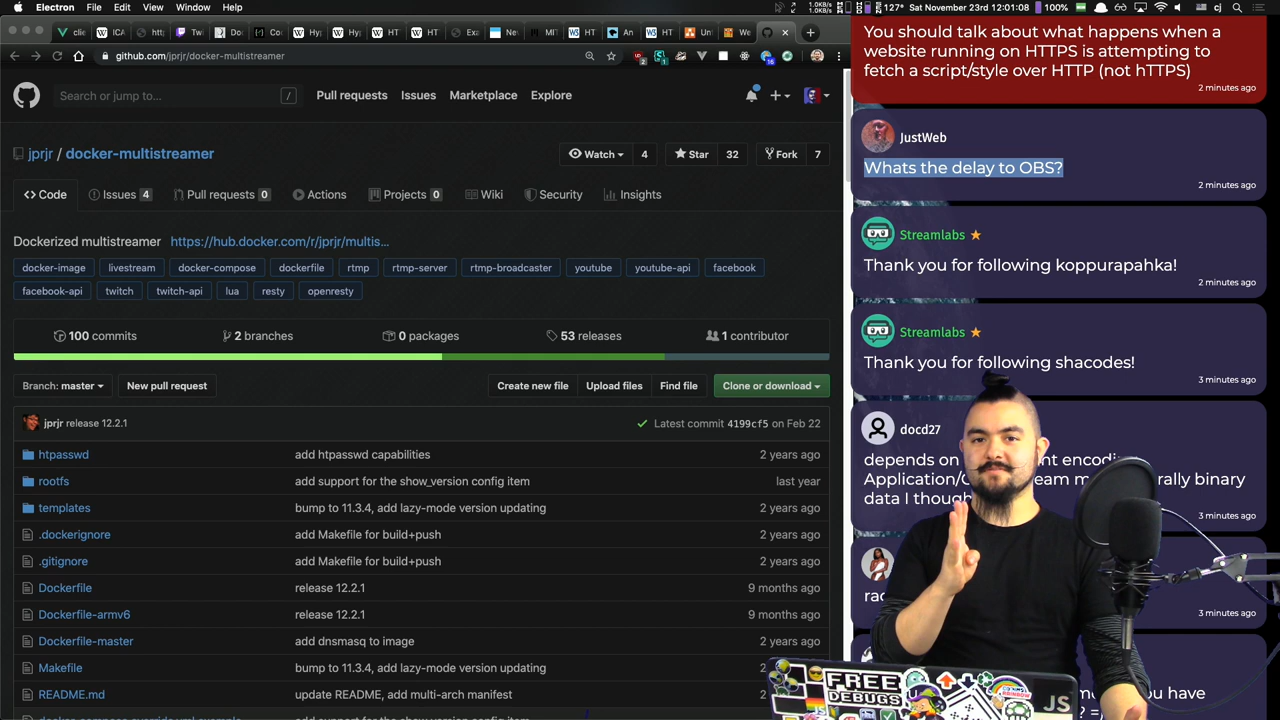 Electron File Edit View Window Help
1.0KB/s
1.0KB/s
127° Sat November 23rd 12:01:08 100% cj
github.com/jprjr/docker-multistreamer
Search or jump to... /
Pull requests Issues Marketplace Explore
jprjr / docker-multistreamer
Watch 4 Star 32 Fork 7
Code Issues 4 Pull requests 0 Actions Projects 0 Wiki Security Insights
Dockerized multistreamer https://hub.docker.com/r/jprjr/multis...
docker-image livestream docker-compose dockerfile rtmp rtmp-server rtmp-broadcaster youtube youtube-api facebook
facebook-api twitch twitch-api lua resty openresty
100 commits 2 branches 0 packages 53 releases 1 contributor
Branch: master New pull request Create new file Upload files Find file Clone or download
jprjr release 12.2.1 Latest commit 4199cf5 on Feb 22
htpasswd add htpasswd capabilities 2 years ago
rootfs add support for the show_version config item last year
templates bump to 11.3.4, add lazy-mode version updating 2 years ago
.dockerignore add Makefile for build+push 2 years ago
.gitignore add Makefile for build+push 2 years ago
Dockerfile release 12.2.1 9 months ago
Dockerfile-armv6 release 12.2.1 9 months ago
Dockerfile-master add dnsmasq to image 2 years ago
Makefile bump to 11.3.4, add lazy-mode version updating
README.md update README, add multi-arch manifest
You should talk about what happens when a
website running on HTTPS is attempting to
fetch a script/style over HTTP (not hTTPS)
2 minutes ago
JustWeb
Whats the delay to OBS?
2 minutes ago
Streamlabs
Thank you for following koppurapahka!
2 minutes ago
Streamlabs
Thank you for following shacodes!
3 minutes ago
docd27
depends on
data I
binary
3 minutes ago
3 minutes ago
have
FREE
DEBUGS
JS